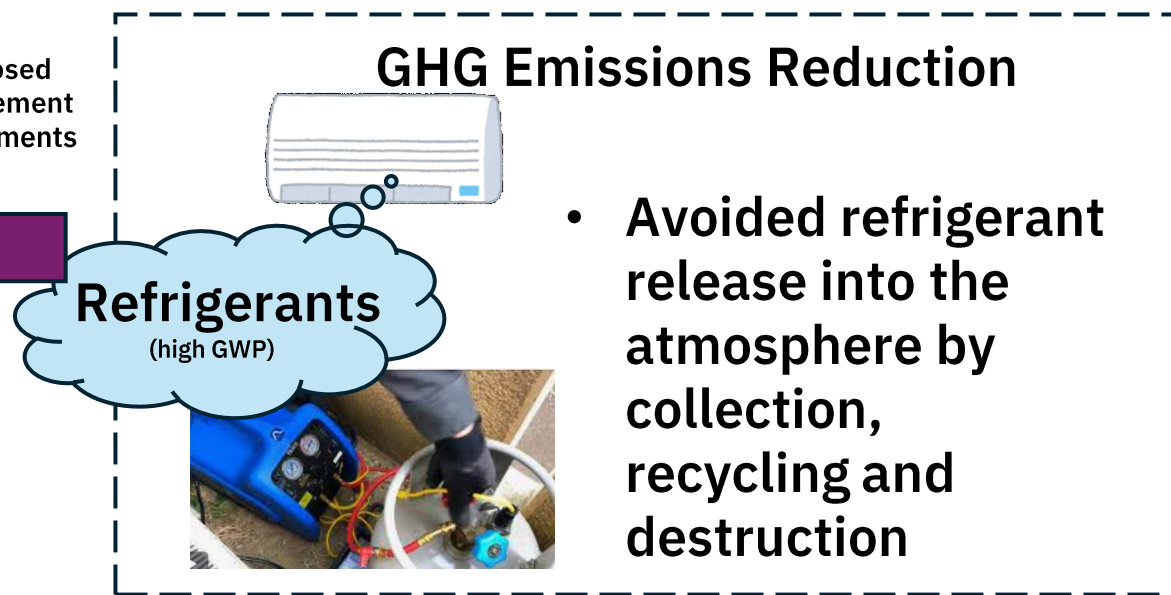 GHG Emissions Reduction
Refrigerants
(high GWP)
• Avoided refrigerant
release into the
atmosphere by
collection,
recycling and
destruction